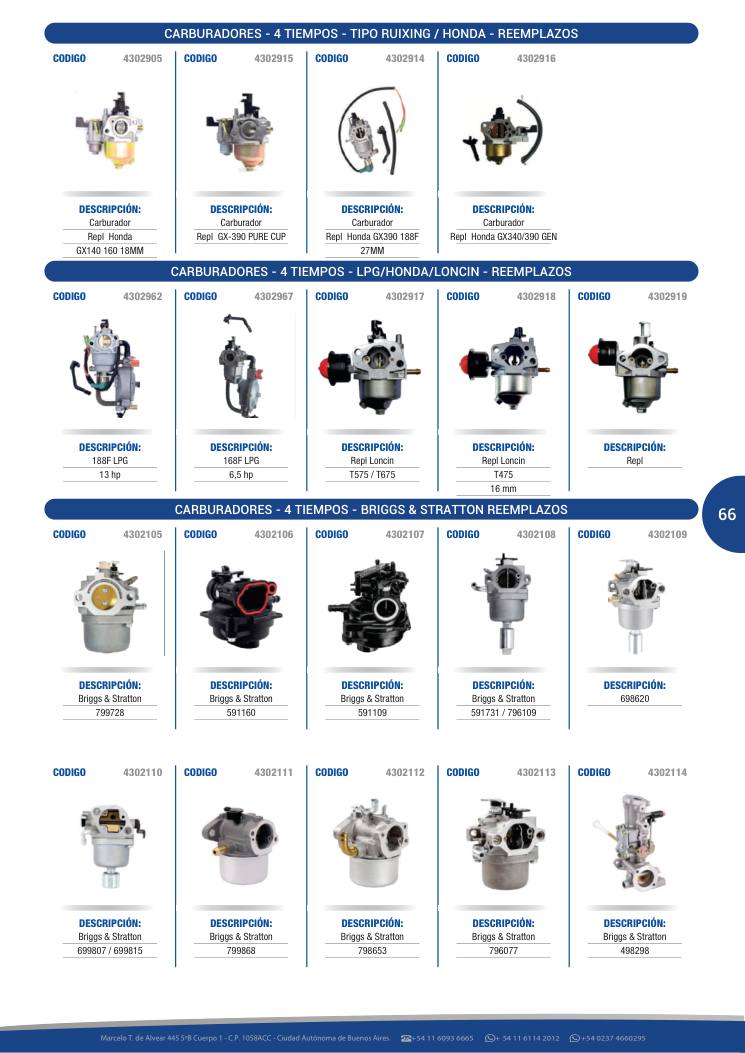 CARBURADORES - 4 TIEMPOS - TIPO RUIXING / HONDA - REEMPLAZOS
CODIGO 4302905
DESCRIPCIÓN:
Carburador
Repl Honda
GX140 160 18MM
CODIGO 4302915
DESCRIPCIÓN:
Carburador
Repl GX-390 PURE CUP
CODIGO 4302914
DESCRIPCIÓN:
Carburador
Repl Honda GX390 188F
27MM
CODIGO 4302916
DESCRIPCIÓN:
Carburador
Repl Honda GX340/390 GEN
CARBURADORES - 4 TIEMPOS - LPG/HONDA/LONCIN - REEMPLAZOS
CODIGO 4302962
DESCRIPCIÓN:
188F LPG
13 hp
CODIGO 4302967
DESCRIPCIÓN:
168F LPG
6,5 hp
CODIGO 4302917
DESCRIPCIÓN:
Repl Loncin
T575 / T675
CODIGO 4302918
DESCRIPCIÓN:
Repl Loncin
T475
16 mm
CODIGO 4302919
DESCRIPCIÓN:
Repl
CARBURADORES - 4 TIEMPOS - BRIGGS & STRATTON REEMPLAZOS
66
CODIGO 4302105
DESCRIPCIÓN:
Briggs & Stratton
799728
CODIGO 4302106
DESCRIPCIÓN:
Briggs & Stratton
591160
CODIGO 4302107
DESCRIPCIÓN:
Briggs & Stratton
591109
CODIGO 4302108
DESCRIPCIÓN:
Briggs & Stratton
591731 / 796109
CODIGO 4302109
DESCRIPCIÓN:
698620
CODIGO 4302110
DESCRIPCIÓN:
Briggs & Stratton
699807 / 699815
CODIGO 4302111
DESCRIPCIÓN:
Briggs & Stratton
799868
CODIGO 4302112
DESCRIPCIÓN:
Briggs & Stratton
798653
CODIGO 4302113
DESCRIPCIÓN:
Briggs & Stratton
796077
CODIGO 4302114
DESCRIPCIÓN:
Briggs & Stratton
498298
Marcelo T. de Alvear 445 5ºB Cuerpo 1 - C.P. 1058ACC - Ciudad Autónoma de Buenos Aires. +54 11 6093 6665 + 54 11 6114 2012 +54 0237 4660295